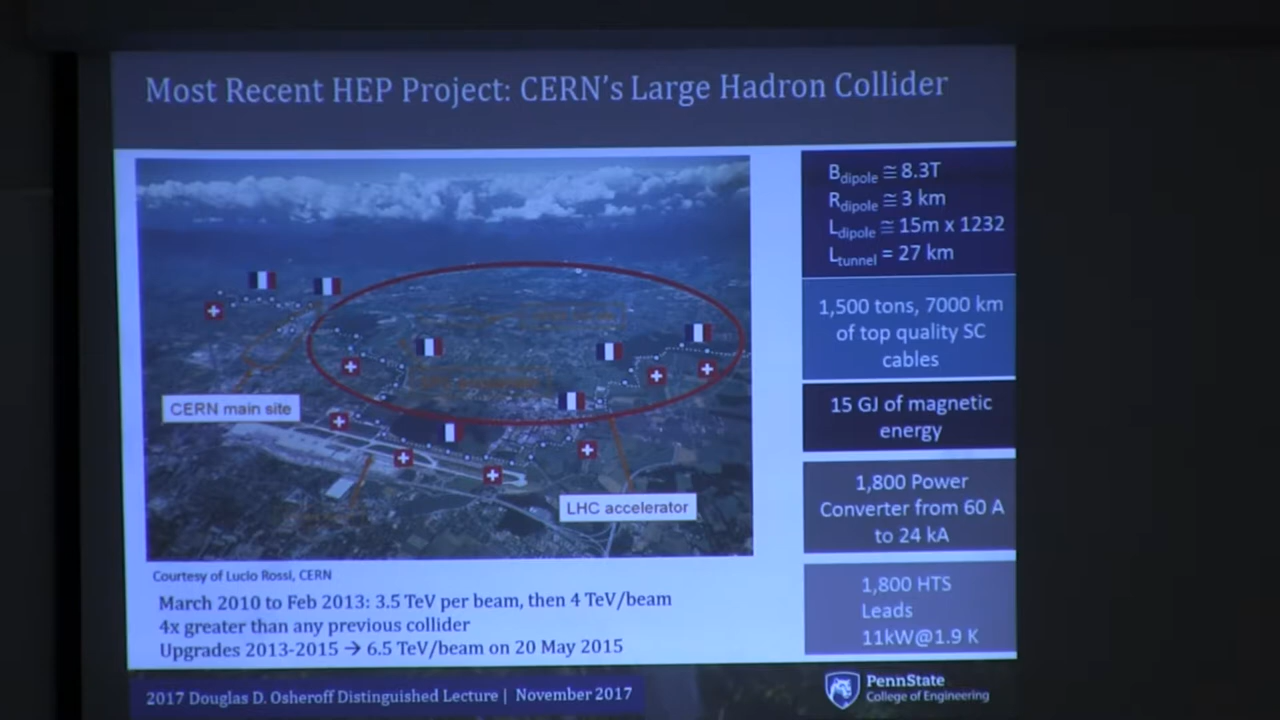 Most Recent HEP Project: CERN's Large Hadron Collider
B dipole ≅ 8.3T
R dipole ≅ 3 km
L dipole ≅ 15m x 1232
L tunnel = 27 km
1,500 tons, 7000 km
of top quality SC
cables
15 GJ of magnetic
energy
1,800 Power
Converter from 60 A
to 24 kA
1,800 HTS
Leads
11kW@1.9 K
CERN main site
LHC accelerator
Courtesy of Lucio Rossi, CERN
March 2010 to Feb 2013: 3.5 TeV per beam, then 4 TeV/beam
4x greater than any previous collider
Upgrades 2013-2015 → 6.5 TeV/beam on 20 May 2015
2017 Douglas D. Osheroff Distinguished Lecture | November 2017
PennState
College of Engineering